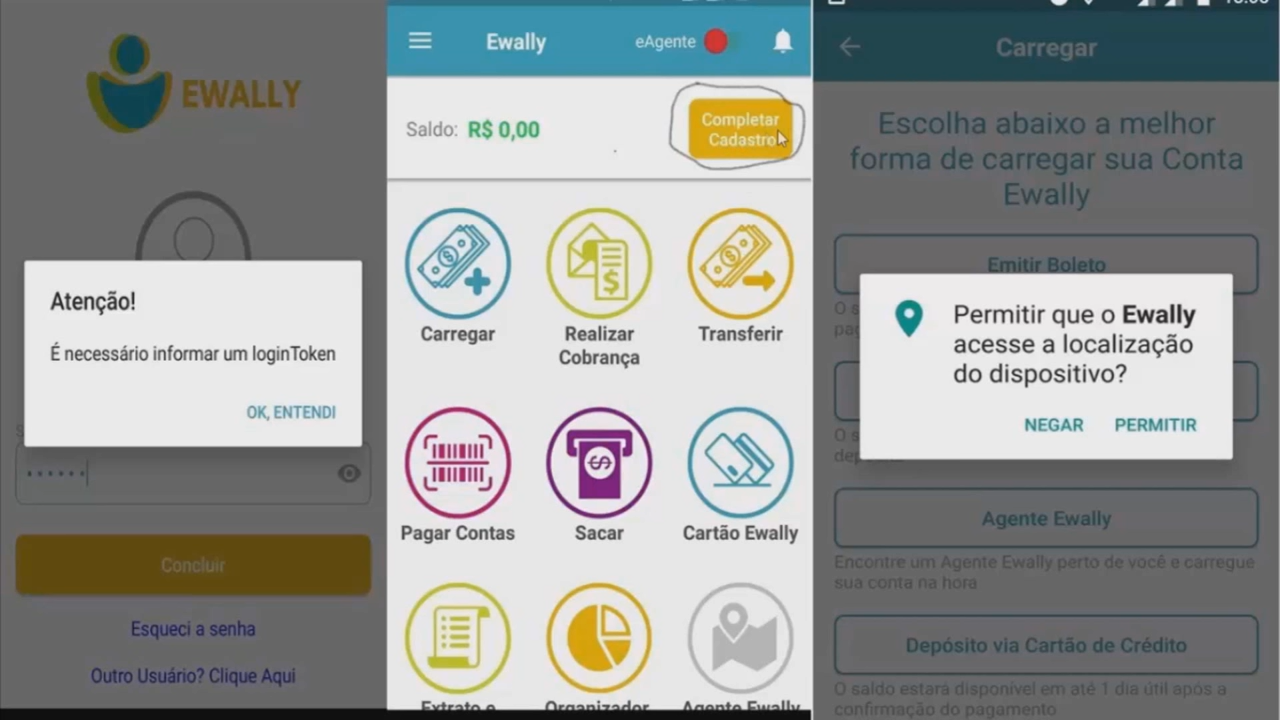 EWALLY
Atenção!
É necessário informar um loginToken
OK, ENTENDI
Concluir
Esqueci a senha
Outro Usuário? Clique Aqui
Ewally
eAgente
Saldo: R$ 0,00
Completar
Cadastro
Carregar
Realizar
Cobrança
Transferir
Pagar Contas
Sacar
Cartão Ewally
Extrato e
Organizador
Agente Ewally
Carregar
Escolha abaixo a melhor
forma de carregar sua Conta
Ewally
Emitir Boleto
Permitir que o Ewally
acesse a localização
do dispositivo?
NEGAR PERMITIR
Agente Ewally
Encontre um Agente Ewally perto de você e carregue
sua conta na hora
Depósito via Cartão de Crédito
O saldo estará disponível em até 1 dia útil após a
confirmação do pagamento